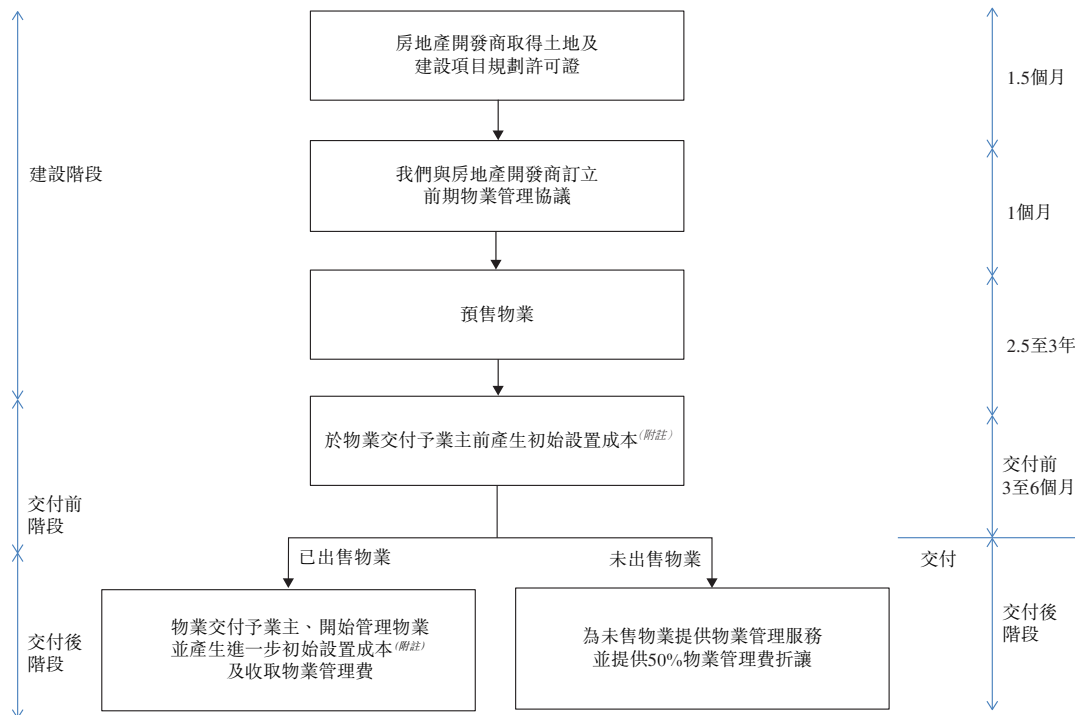 房地產開發商取得土地及
建設項目規劃許可證
1.5個月
建設階段
我們與房地產開發商訂立
前期物業管理協議
1個月
預售物業
2.5至3年
於物業交付予業主前產生初始設置成本(附註)
交付前
3至6個月
交付前
階段
已出售物業
未出售物業
交付
物業交付予業主、開始管理物業
並產生進一步初始設置成本(附註)
及收取物業管理費
為未售物業提供物業管理服務
並提供50%物業管理費折讓
交付後
階段
交付後
階段